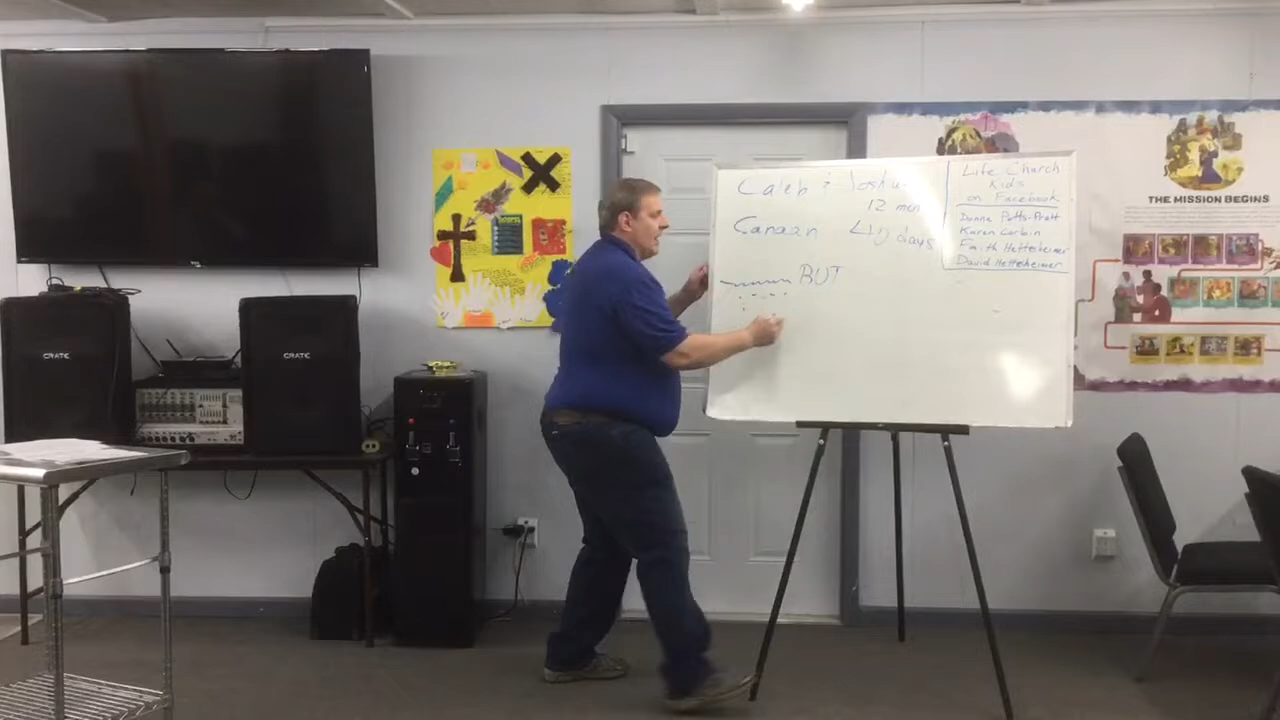 CRATE
CRATE
Caleb & Joshu
12 men
Canaan
40 days
BUT
Life Church
Kids
on Facebook
Donna Potts-Pratt
Karen Corbin
Faith Hettesheimer
David Hettesheimer
THE MISSION BEGINS